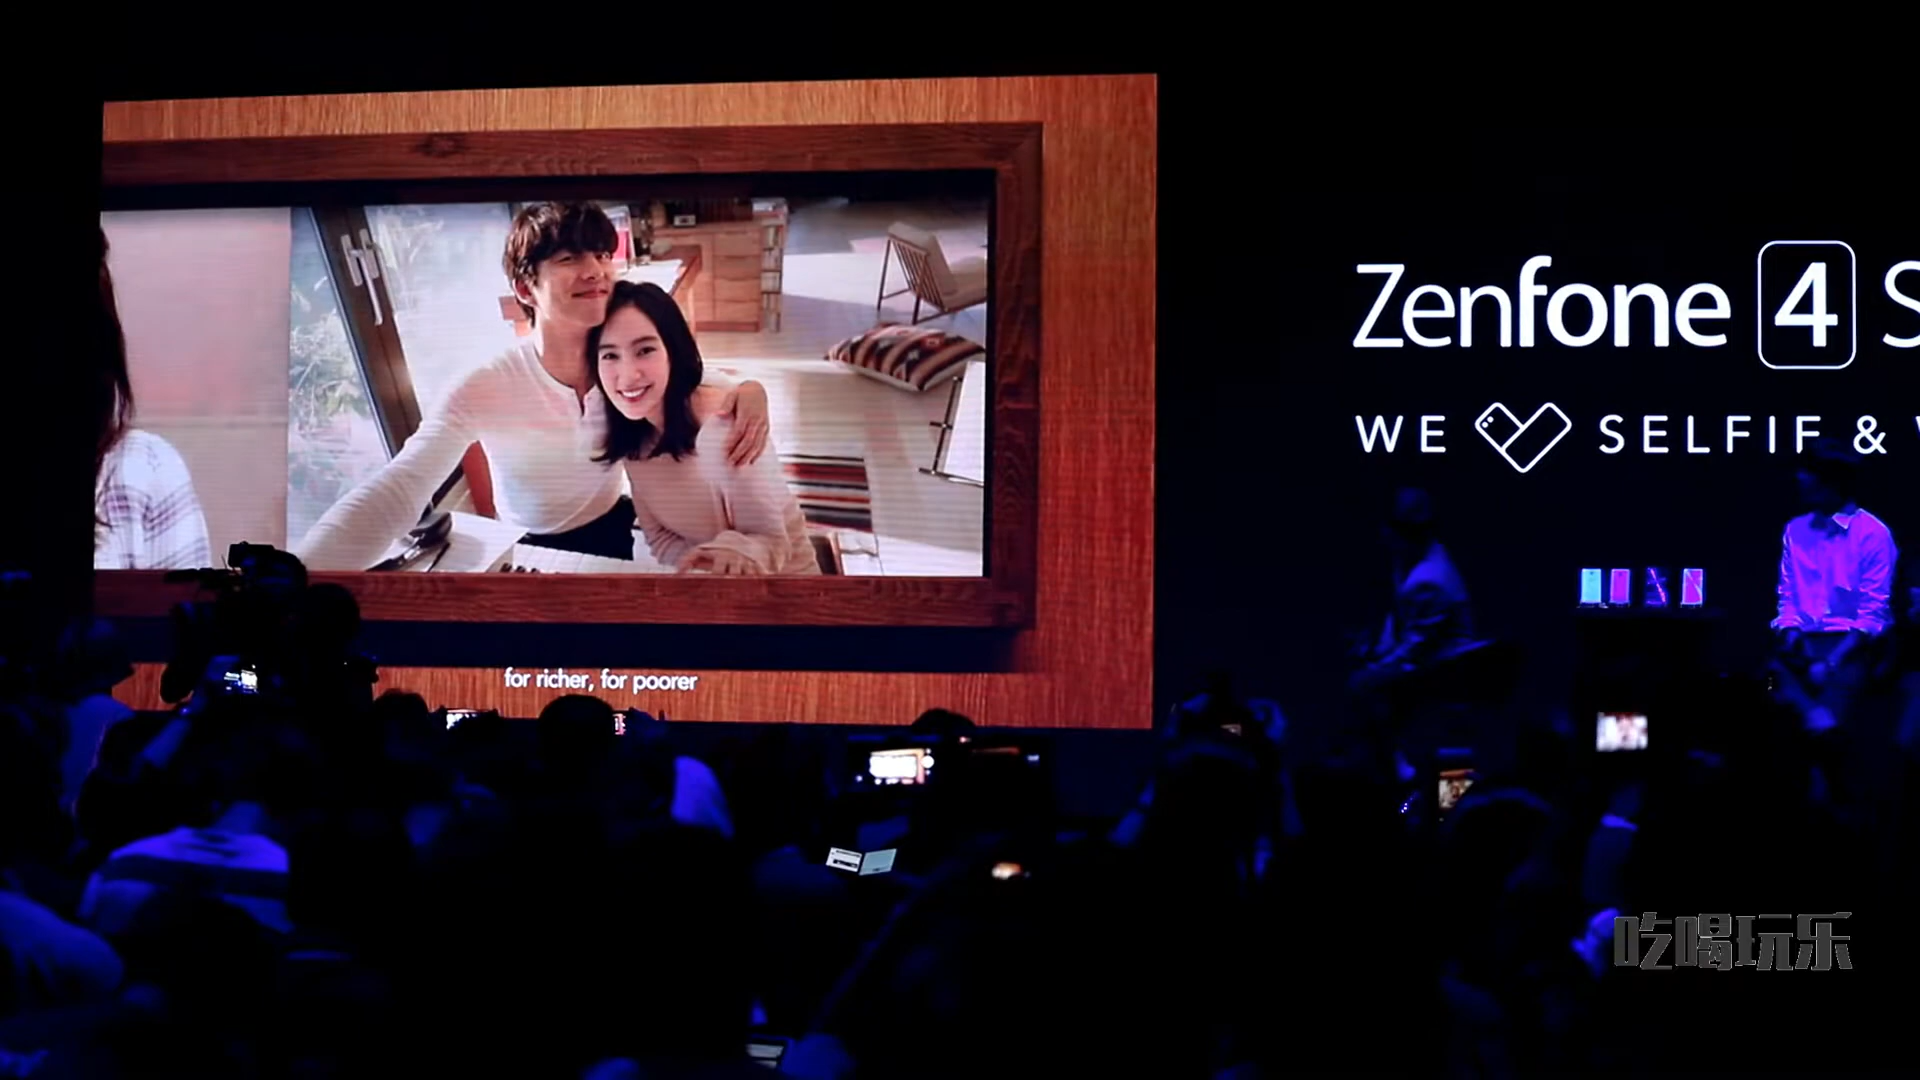 Zenfone 4 S
WE SELFIE &
for richer, for poorer
吃喝玩乐